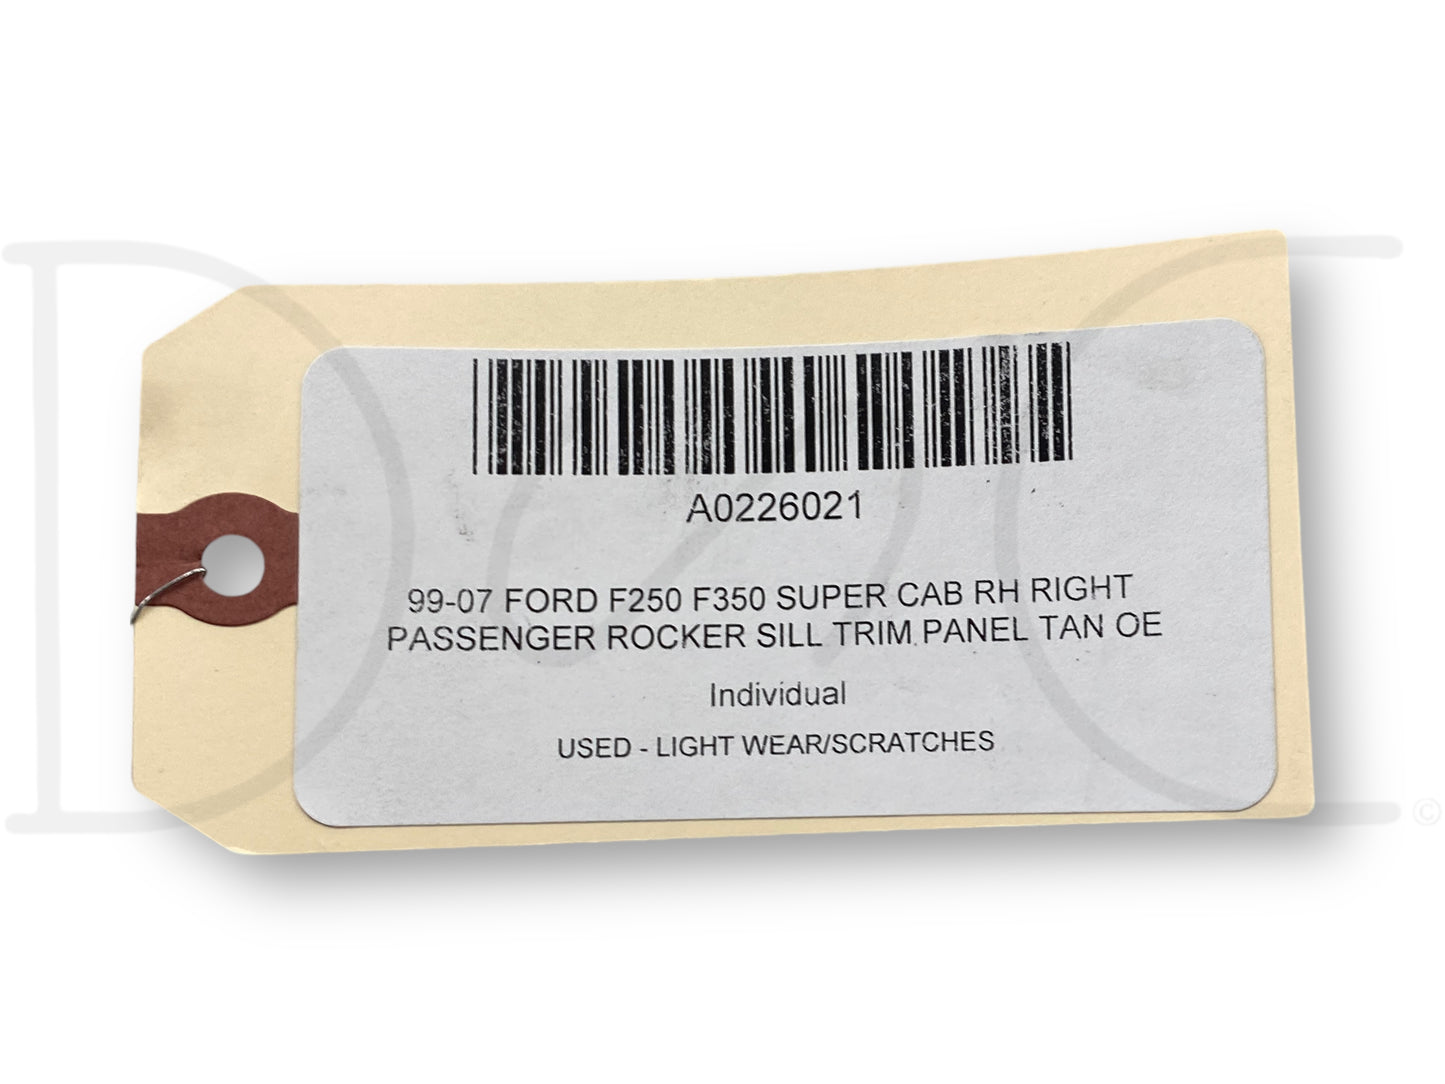 A0226021
99-07 FORD F250 F350 SUPER CAB RH RIGHT
PASSENGER ROCKER SILL TRIM PANEL TAN OE
Individual
USED - LIGHT WEAR/SCRATCHES
©